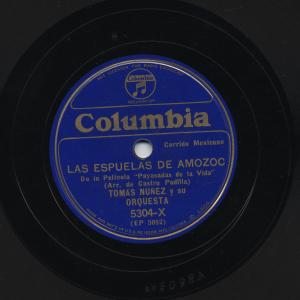 Columbia
Corrido Mexicano
LAS ESPUELAS DE AMOZOC
De la Película "Payasadas de la Vida"
(Arr. de Castro Padilla)
TOMAS NUÑEZ y su
ORQUESTA
5304-X
(EP 3092)